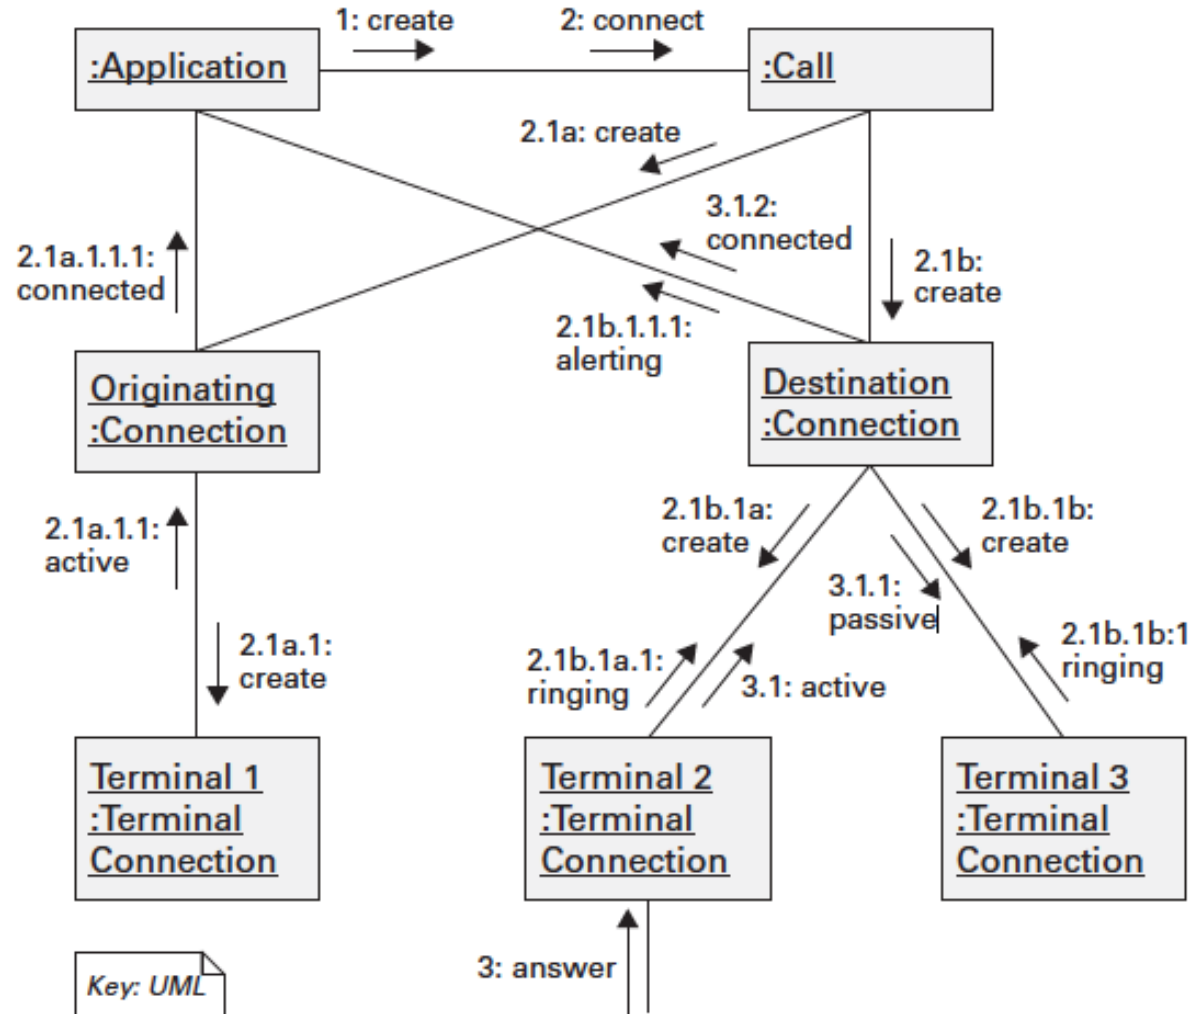 1: create
2: connect
:Application
:Call
2.1a: create
3.1.2:
connected
2.1a.1.1.1:
connected
2.1b:
create
2.1b.1.1.1:
alerting
Originating
:Connection
Destination
:Connection
2.1a.1.1:
active
2.1b.1a:
create
2.1b.1b:
create
3.1.1:
passive
2.1a.1:
create
2.1b.1a.1:
ringing
3.1: active
2.1b.1b:1
ringing
Terminal 1
:Terminal
Connection
Terminal 2
:Terminal
Connection
Terminal 3
:Terminal
Connection
3: answer
Key: UML